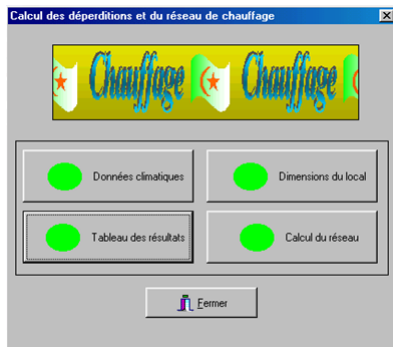 Calcul des déperditions et du réseau de chauffage
Chauffage Chauffage
Données climatiques
Dimensions du local
Tableau des résultats
Calcul du réseau
Fermer